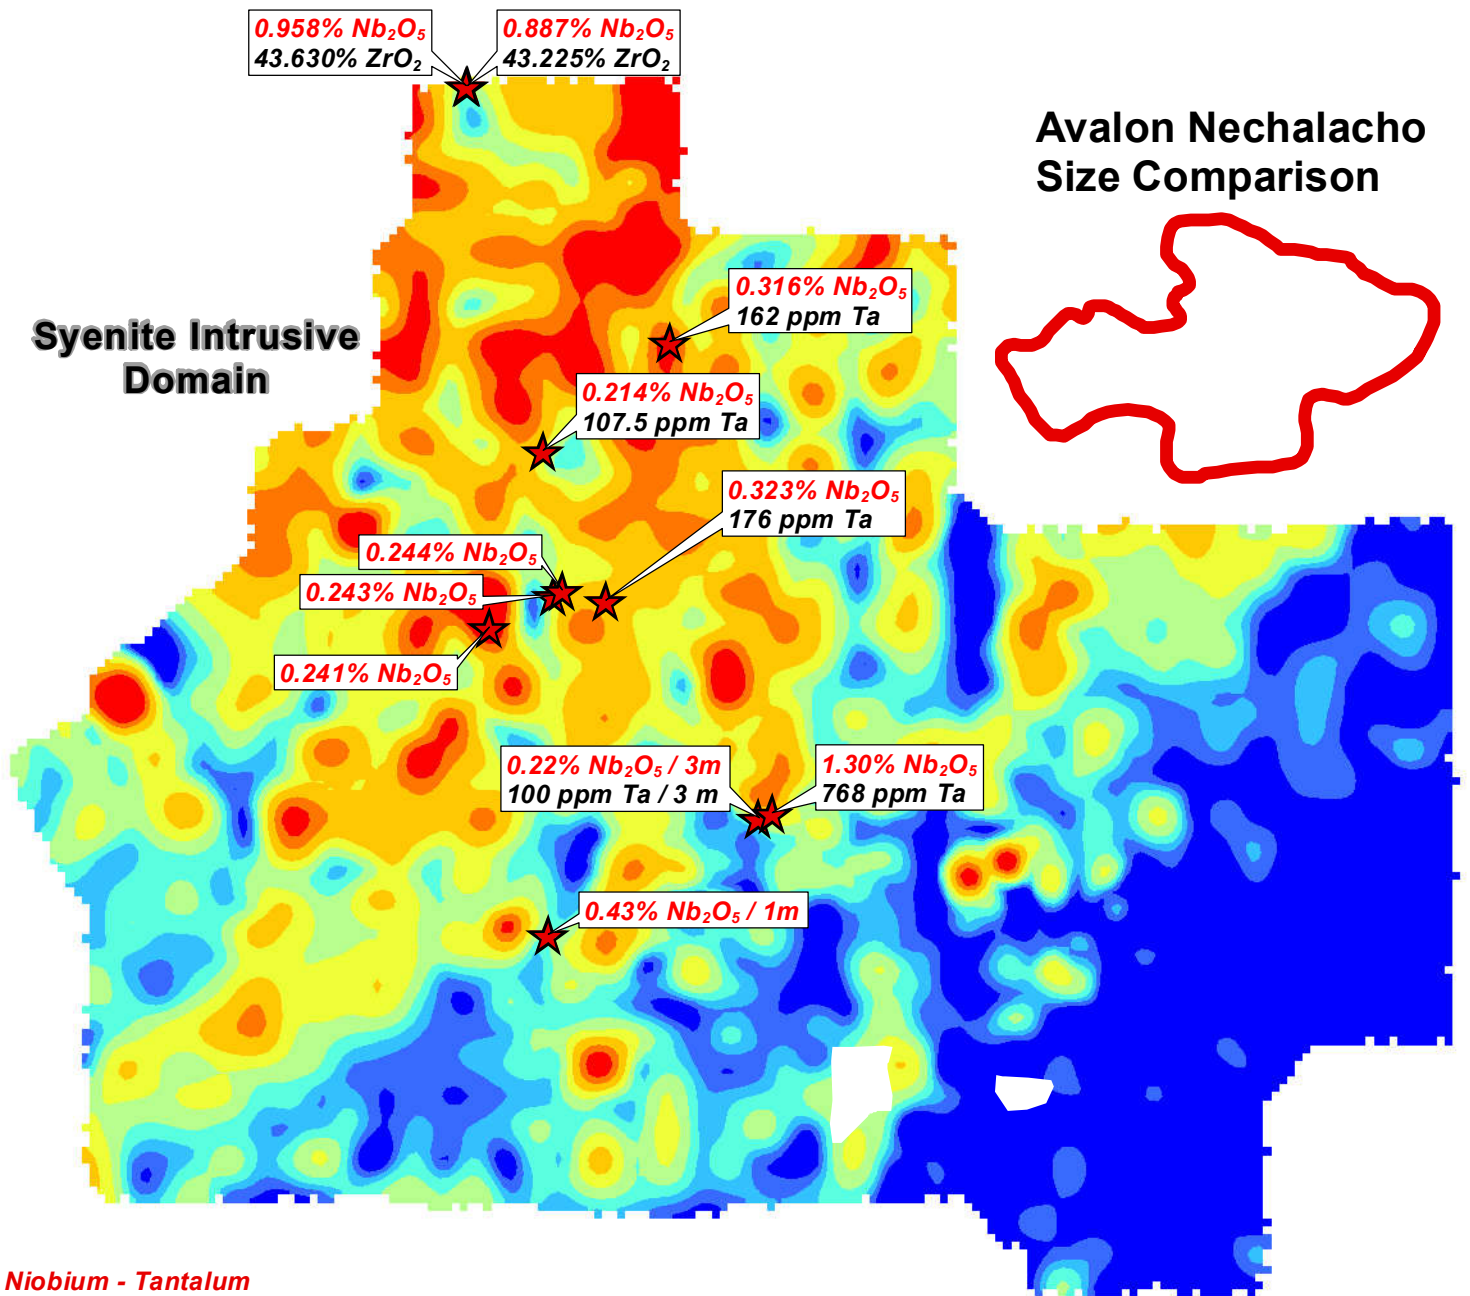 0.958% Nb₂O₅
43.630% ZrO₂
0.887% Nb₂O₅
43.225% ZrO₂
Avalon Nechalacho
Size Comparison
0.316% Nb₂O₅
162 ppm Ta
Syenite Intrusive
Domain
0.214% Nb₂O₅
107.5 ppm Ta
0.323% Nb₂O₅
176 ppm Ta
0.244% Nb₂O₅
0.243% Nb₂O₅
0.241% Nb₂O₅
0.22% Nb₂O₅ / 3m
100 ppm Ta / 3 m
1.30% Nb₂O₅
768 ppm Ta
0.43% Nb₂O₅ / 1m
Niobium - Tantalum